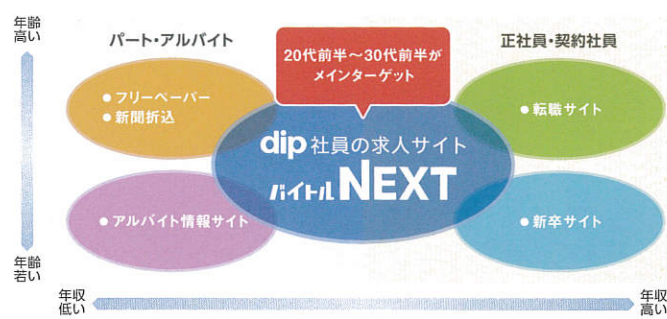 年齢
高い
パート・アルバイト
正社員・契約社員
20代前半〜30代前半が
メインターゲット
●フリーペーパー
●新聞折込
●転職サイト
dip 社員の求人サイト
バイトル NEXT
●アルバイト情報サイト
●新卒サイト
年齢
若い
年収
低い
年収
高い